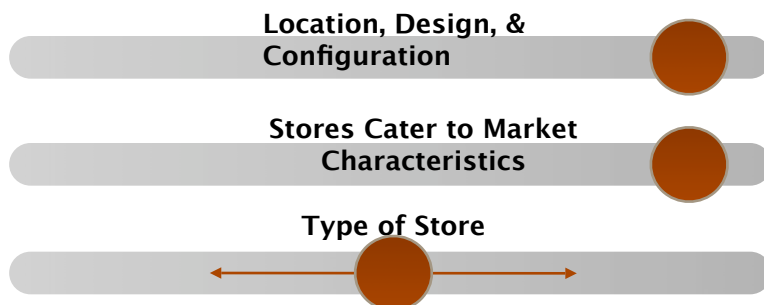 Location, Design, &
Configuration
Stores Cater to Market
Characteristics
Type of Store